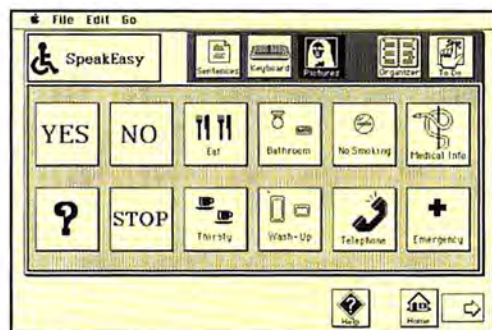 File Edit Go
SpeakEasy
Sentences Keyboard Pictures Organizer To Do
YES NO Eat Bathroom No Smoking Medical Info
? STOP Thirsty Wash-Up Telephone Emergency
Help Home